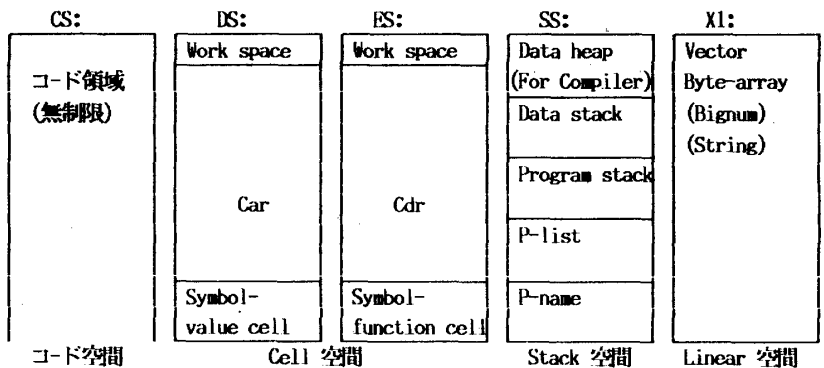 CS: DS: ES: SS: X1:
Work space Work space Data heap Vector
コード領域 (For Compiler) Byte-array
(無制限) Data stack (Bignum)
(String)
Program stack
Car Cdr
P-list
Symbol- Symbol- P-name
value cell function cell
コード空間 Cell 空間 Stack 空間 Linear 空間